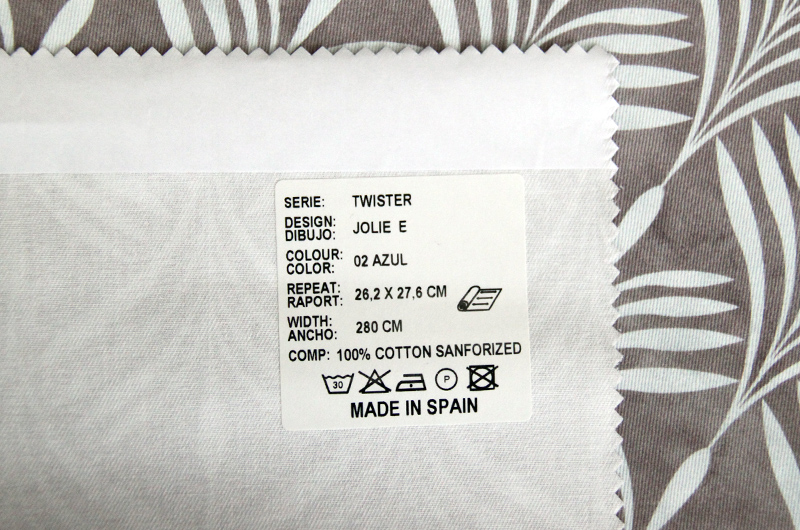 SERIE: TWISTER
DESIGN:
DIBUJO: JOLIE E
COLOUR:
COLOR: 02 AZUL
REPEAT:
RAPORT: 26,2 X 27,6 CM
WIDTH:
ANCHO: 280 CM
COMP: 100% COTTON SANFORIZED
30 P
MADE IN SPAIN